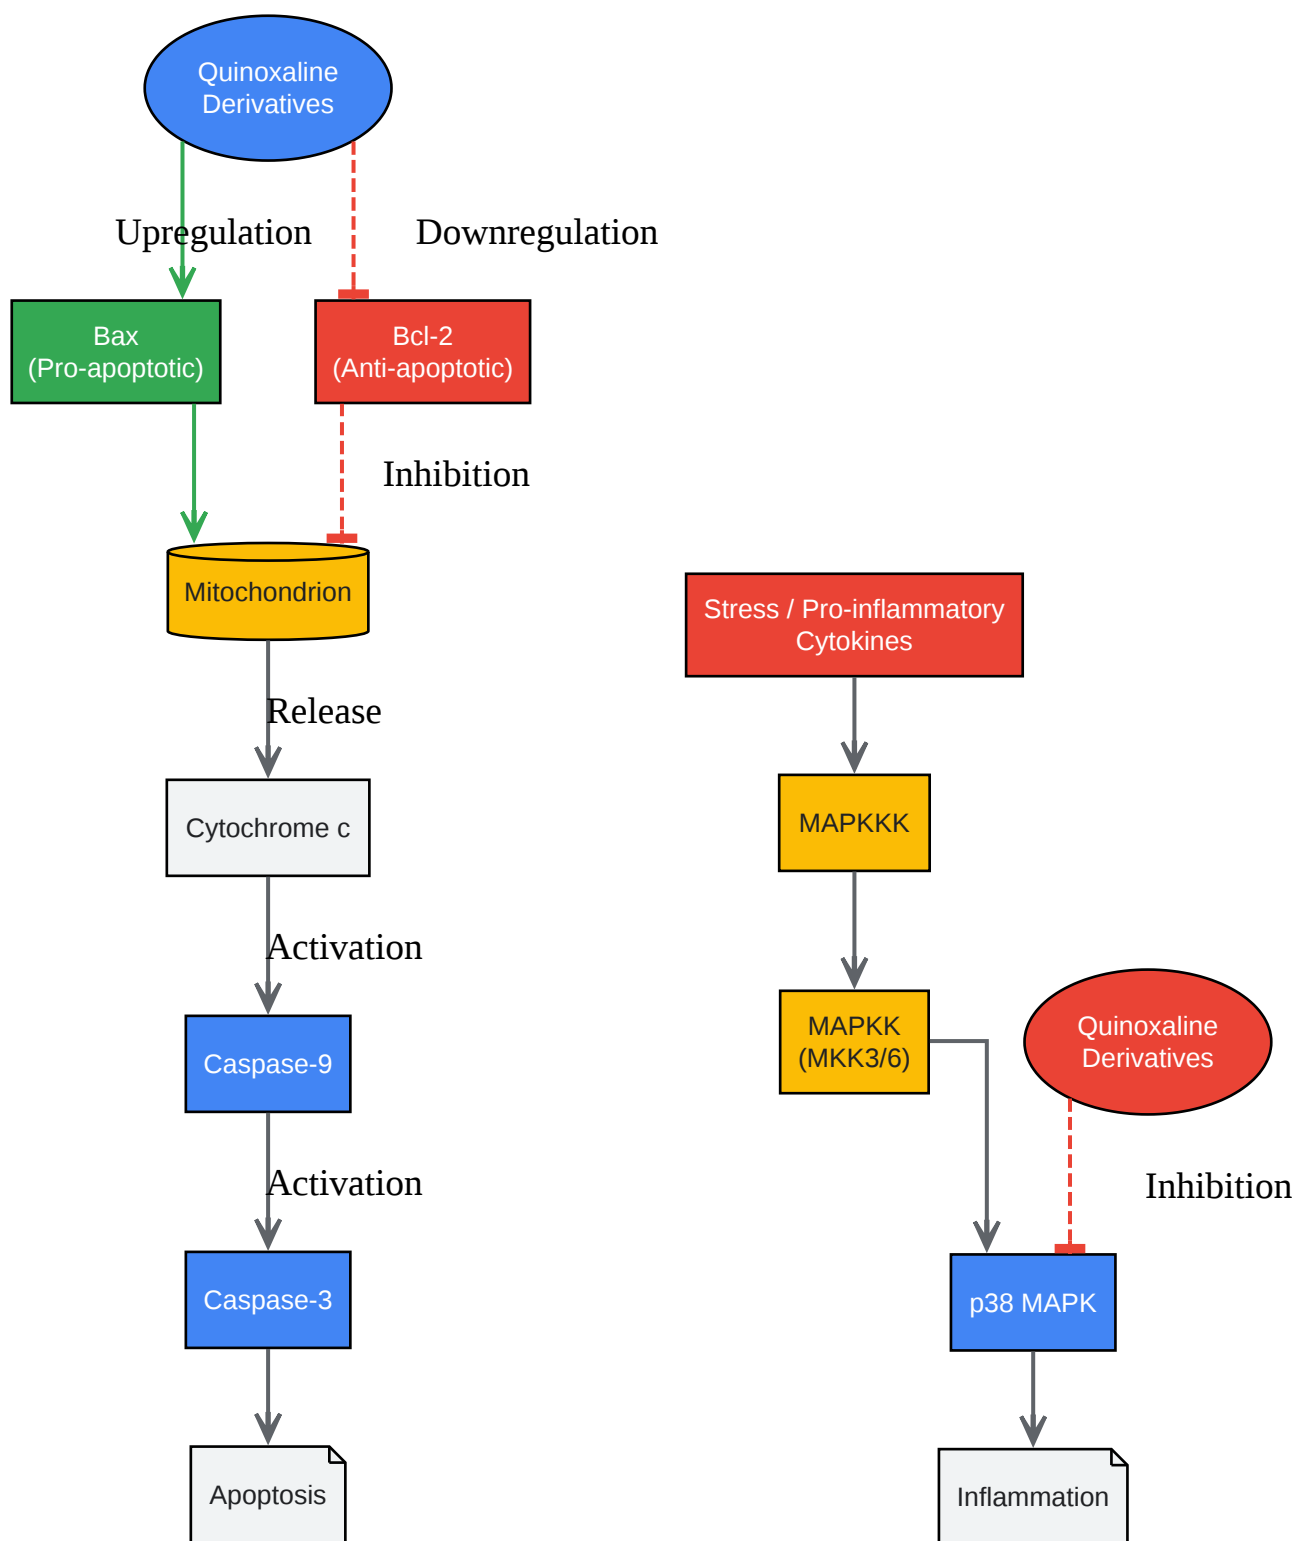 Quinoxaline
Derivatives
Upregulation
Downregulation
Bax
(Pro-apoptotic)
Bcl-2
(Anti-apoptotic)
Inhibition
Mitochondrion
Release
Cytochrome c
Activation
Caspase-9
Activation
Caspase-3
Apoptosis
Stress / Pro-inflammatory
Cytokines
MAPKKK
MAPKK
(MKK3/6)
Quinoxaline
Derivatives
Inhibition
p38 MAPK
Inflammation